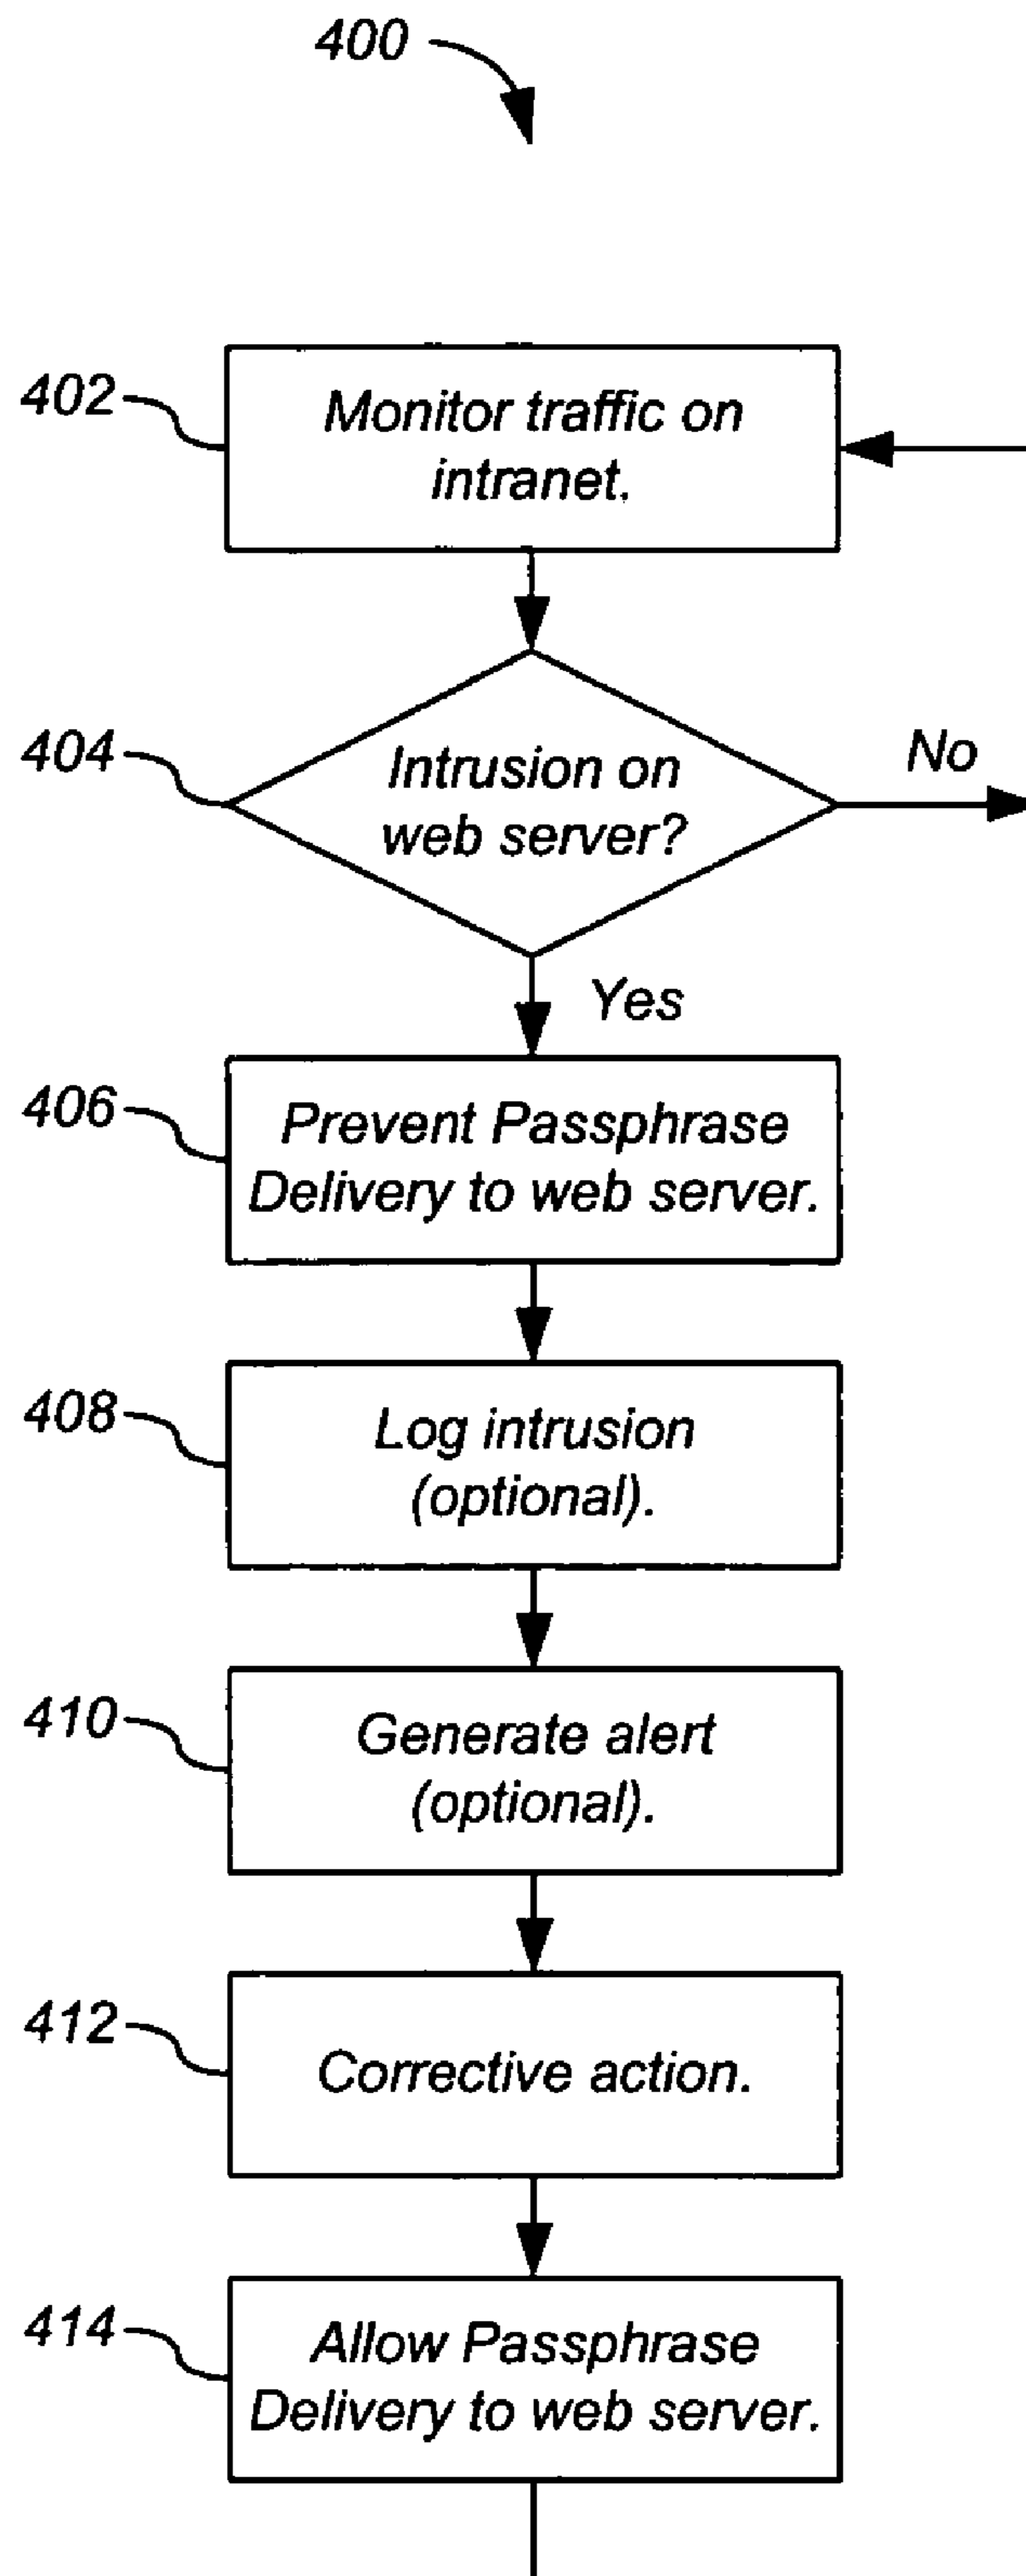 400
402
Monitor traffic on
intranet.
404
Intrusion on
web server?
No
Yes
406
Prevent Passphrase
Delivery to web server.
408
Log intrusion
(optional).
410
Generate alert
(optional).
412
Corrective action.
414
Allow Passphrase
Delivery to web server.